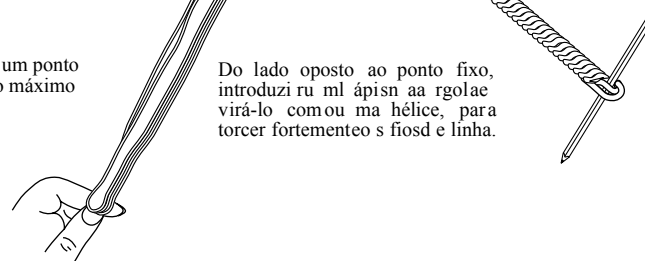 um ponto
o máximo
Do lado oposto ao ponto fixo,
introduzi ru ml ápisn aa rgolae
virá-lo comou ma hélice, para
torcer fortementeo s fiosd e linha.